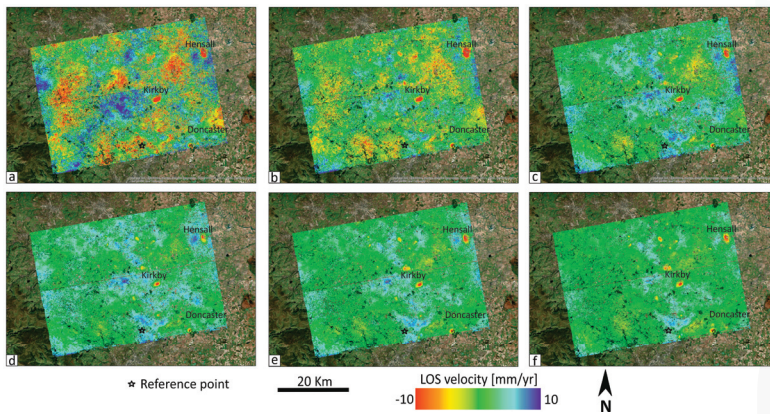 Hensall
Kirkby
Doncaster
a
Hensall
Kirkby
Doncaster
b
Hensall
Kirkby
Doncaster
c
Hensall
Kirkby
Doncaster
d
Hensall
Kirkby
Doncaster
e
Hensall
Kirkby
Doncaster
f
Reference point
20 Km
LOS velocity [mm/yr]
-10 10
N